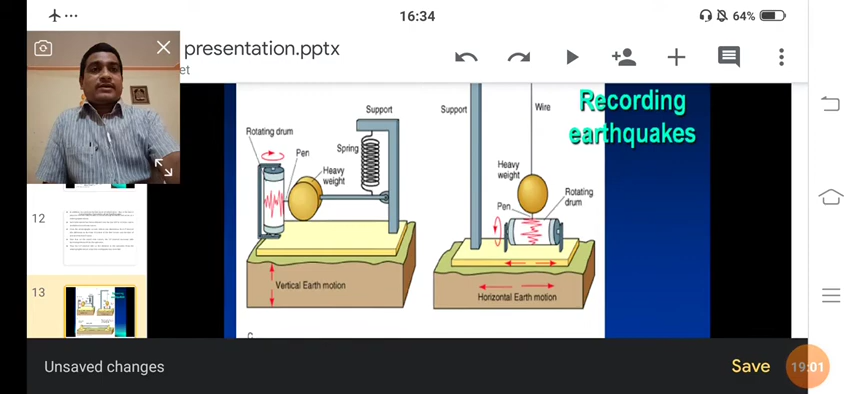 16:34
64%
presentation.pptx
Recording
earthquakes
Support
Rotating drum
Pen
Spring
Heavy
weight
Vertical Earth motion
Support
Wire
Heavy
weight
Pen
Rotating
drum
Horizontal Earth motion
12
13
Unsaved changes
Save
19:01